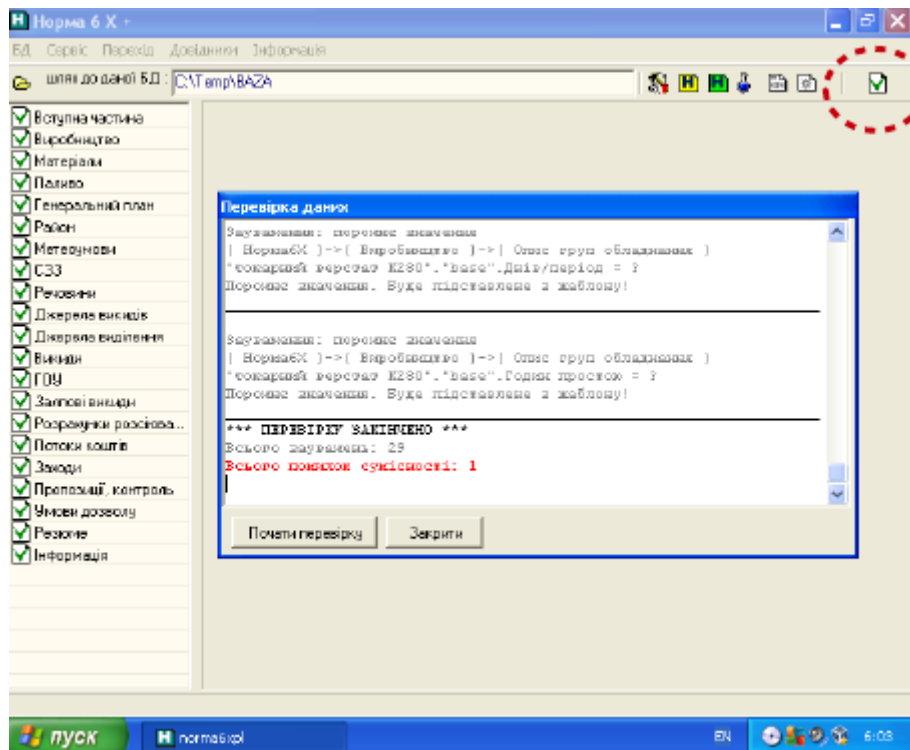 Норма 6 X +
БД Сервіс Перехід Довідники Інформація
шлях до даної БД : C:\Temp\BAZA
Вступна частина
Виробництво
Матеріали
Паливо
Генеральний план
Район
Метеоумови
СЗЗ
Речовини
Джерела викидів
Джерела виділення
Викиди
ГОУ
Залпові викиди
Розрахунки розсіюва...
Потоки коштів
Заходи
Пропозиції, контроль
Умови дозволу
Резюме
Інформація
Перевірка даних
Зауваження: порожнє значення
[ Норма6X ]->[ Виробництво ]->[ Опис груп обладнання ]
"токарний верстат К280"."base".Днів/період = ?
Порожнє значення. Буде підставлене з шаблону!
Зауваження: порожнє значення
[ Норма6X ]->[ Виробництво ]->[ Опис груп обладнання ]
"токарний верстат К280"."base".Годин простою = ?
Порожнє значення. Буде підставлене з шаблону!
*** ПЕРЕВІРКУ ЗАКІНЧЕНО ***
Всього зауважень: 29
Всього помилок сумісності: 1
Почати перевірку Закрити
пуск norma6xpl EN 6:03